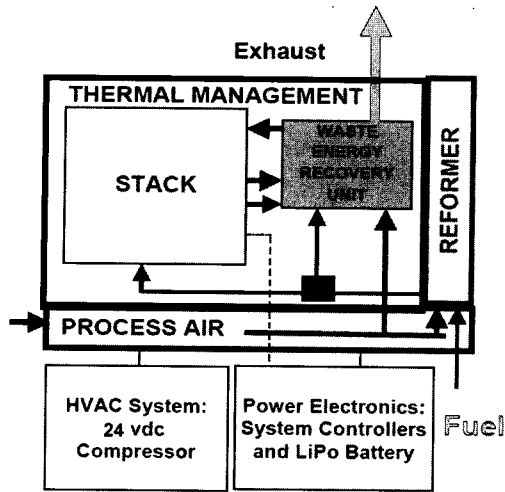 Exhaust
THERMAL MANAGEMENT
WASTE
ENERGY
RECOVERY
UNIT
STACK
REFORMER
PROCESS AIR
HVAC System:
24 vdc
Compressor
Power Electronics:
System Controllers
and LiPo Battery
Fuel